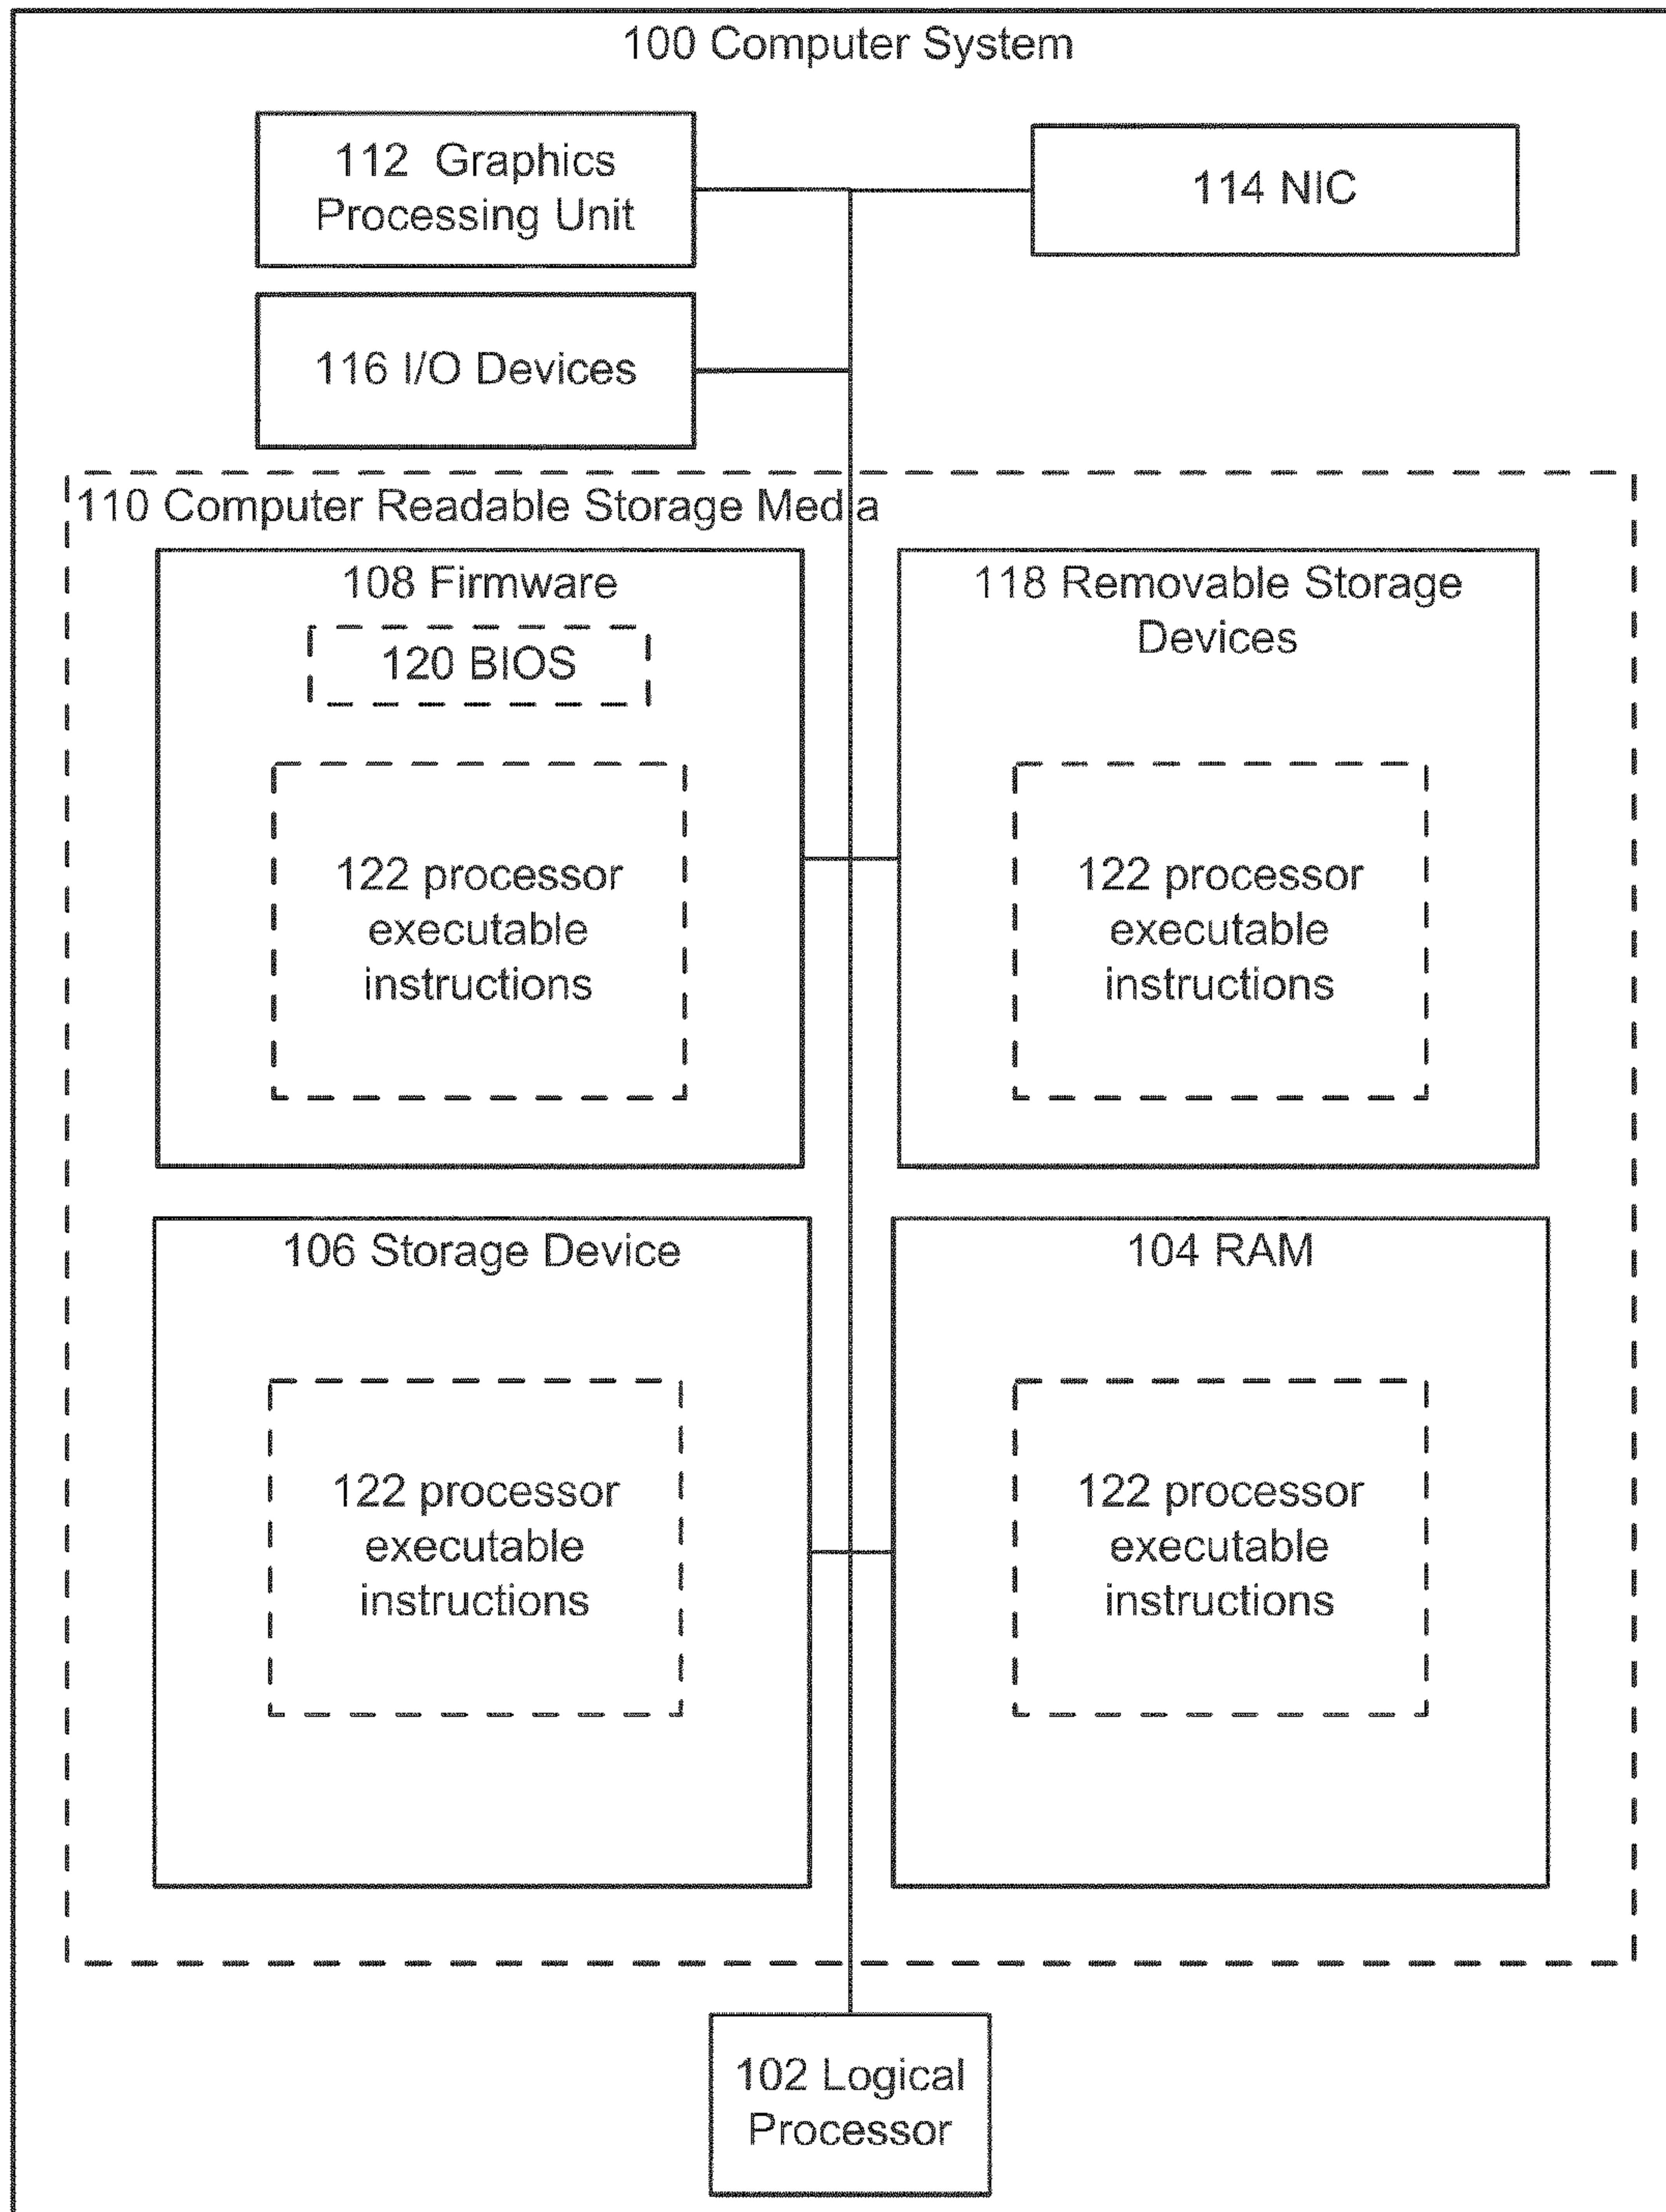 100 Computer System
112 Graphics
Processing Unit
114 NIC
116 I/O Devices
110 Computer Readable Storage Media
108 Firmware
120 BIOS
122 processor
executable
instructions
118 Removable Storage
Devices
122 processor
executable
instructions
106 Storage Device
122 processor
executable
instructions
104 RAM
122 processor
executable
instructions
102 Logical
Processor